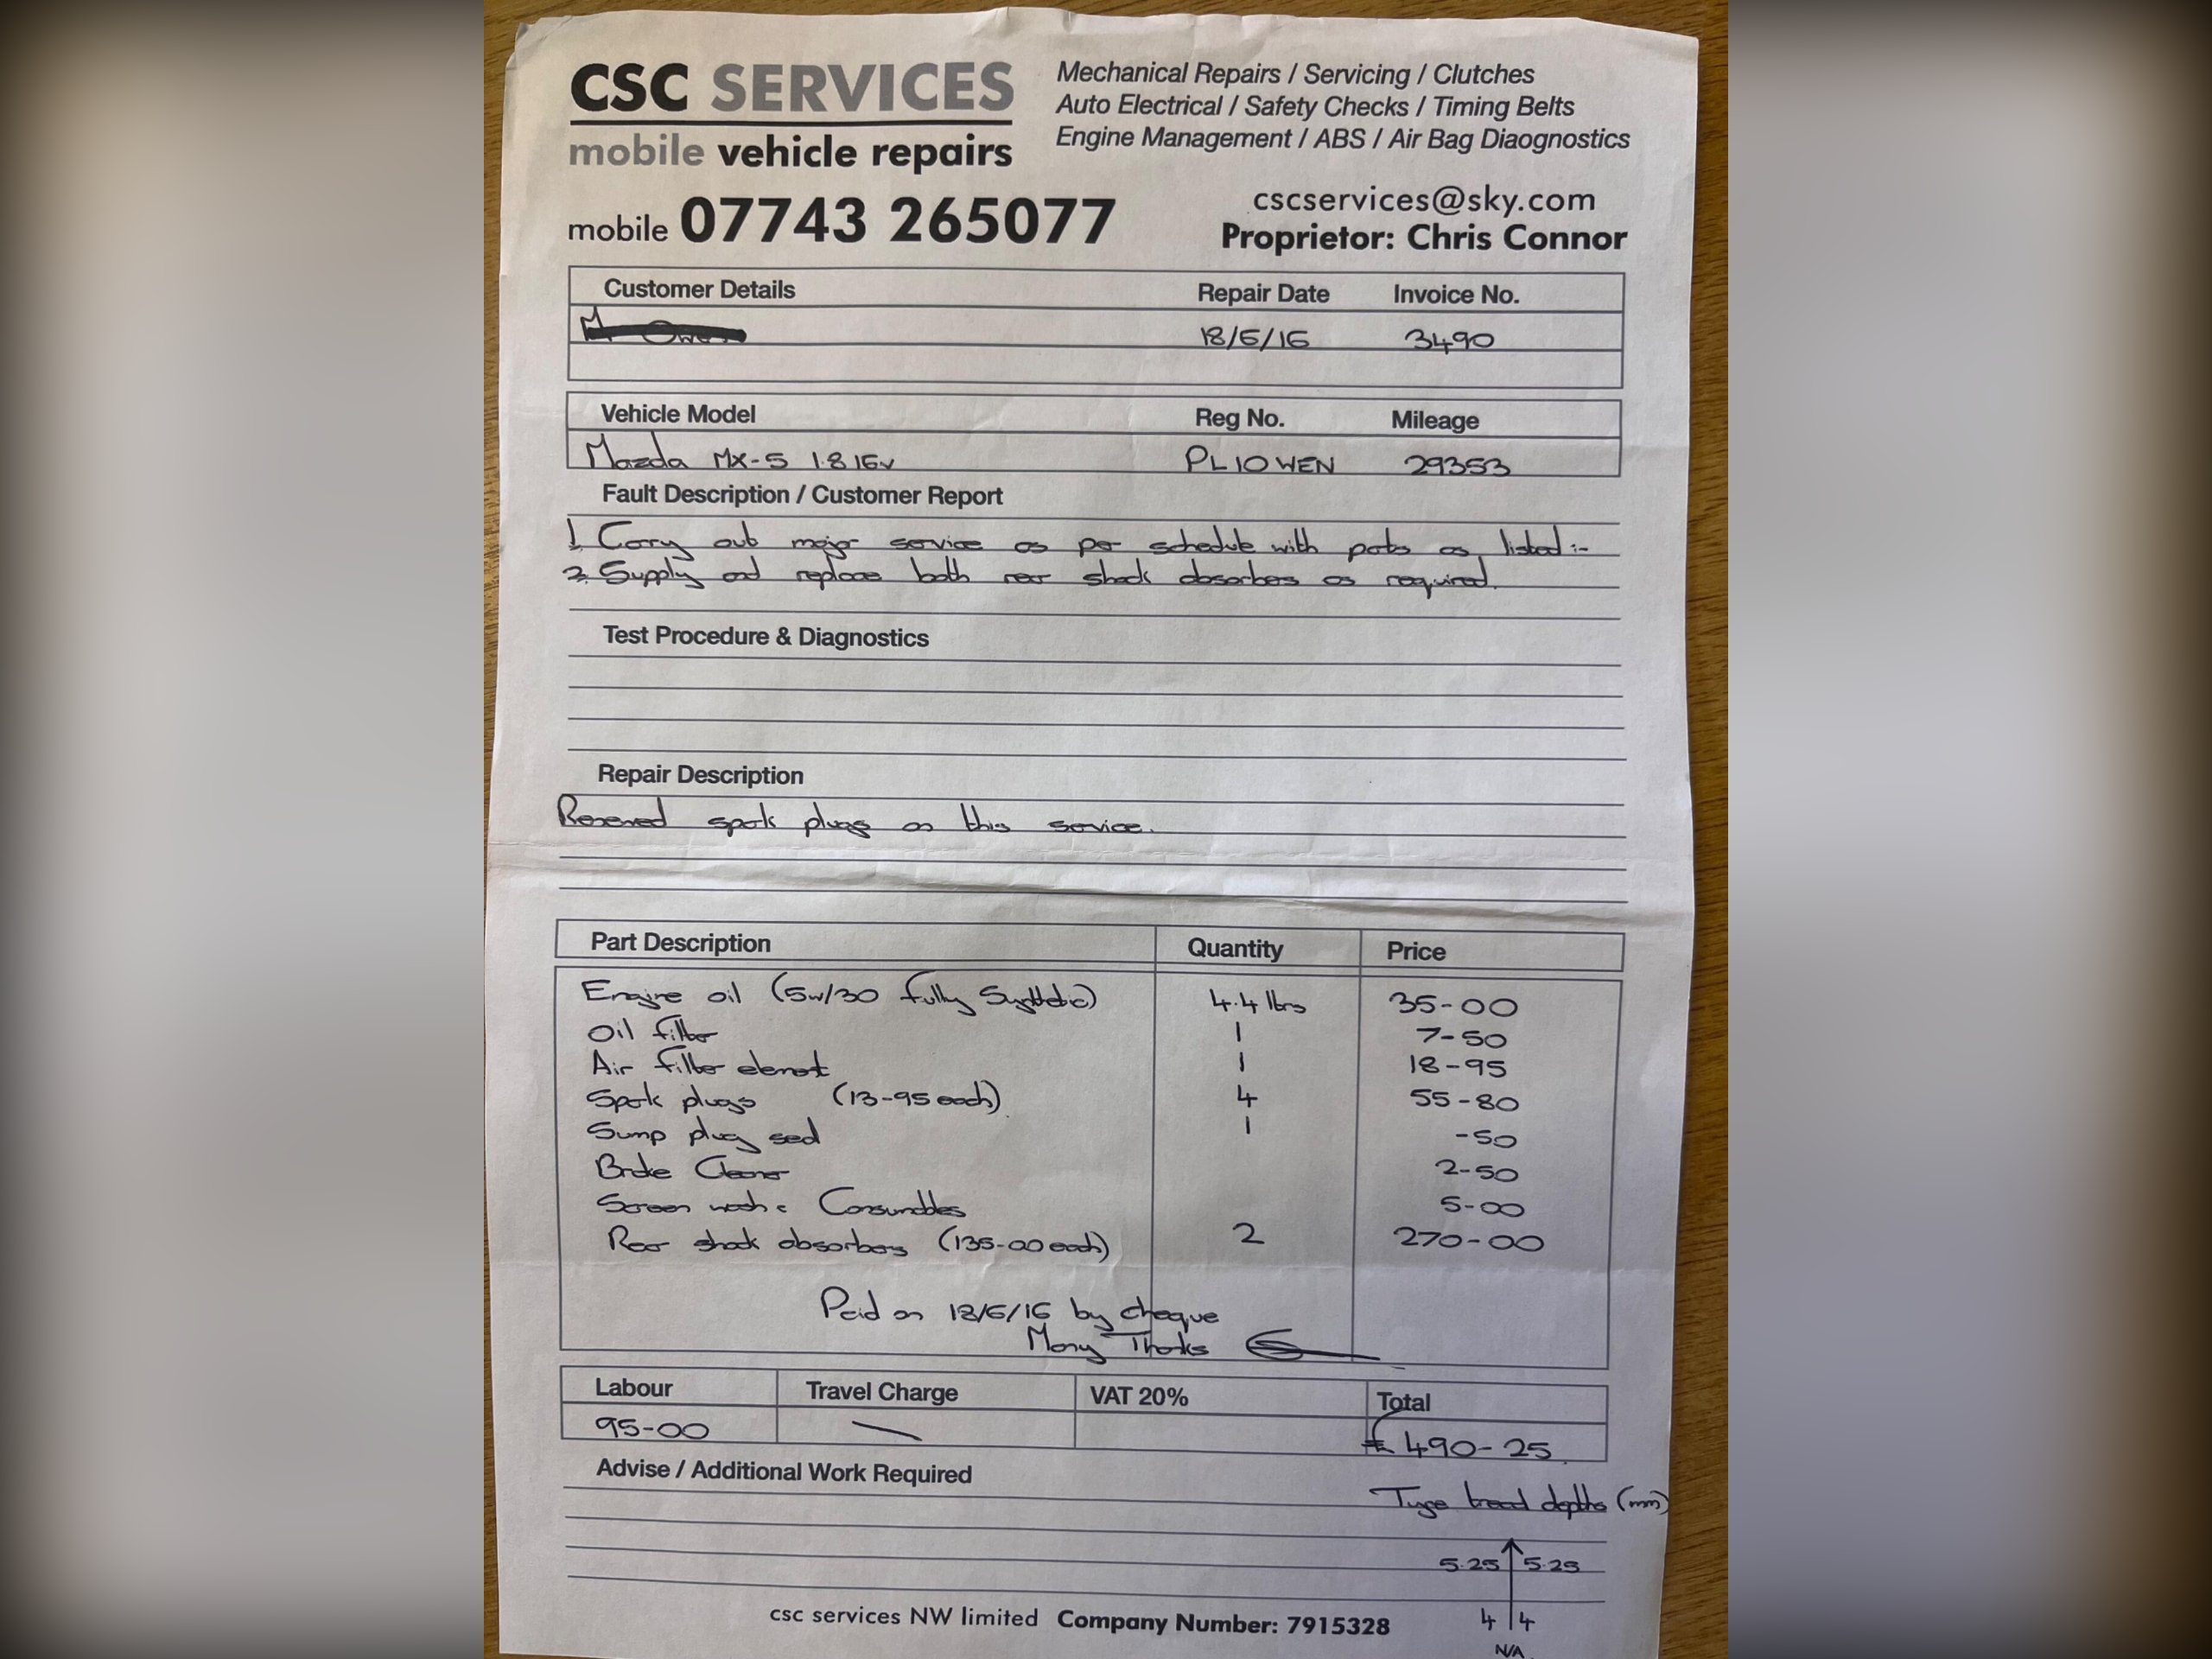 CSC SERVICES
mobile vehicle repairs
Mechanical Repairs / Servicing / Clutches
Auto Electrical / Safety Checks / Timing Belts
Engine Management / ABS / Air Bag Diaognostics
mobile 07743 265077
cscservices@sky.com
Proprietor: Chris Connor
Customer Details Repair Date Invoice No.
18/6/16 3490
Vehicle Model Reg No. Mileage
Mazda MX-5 1.8 16v PL10 WEN 29353
Fault Description / Customer Report
1. Carry out major service as per schedule with parts as listed :-
2. Supply and replace both rear shock absorbers as required.
Test Procedure & Diagnostics
Repair Description
Renewed spark plugs on this service.
Part Description Quantity Price
Engine oil (5w/30 fully Synthetic) 4.4 ltrs 35-00
Oil filter 1 7-50
Air filter element 1 18-95
Spark plugs (13-95 each) 4 55-80
Sump plug seal 1 -50
Brake Cleaner 2-50
Screen wash & Consumables 5-00
Rear shock absorbers (135-00 each) 2 270-00
Paid on 18/6/16 by cheque
Many Thanks
Labour Travel Charge VAT 20% Total
95-00 — £490-25
Advise / Additional Work Required
Tyre tread depths (mm)
5.25 5.25
4 4
N/A
csc services NW limited Company Number: 7915328